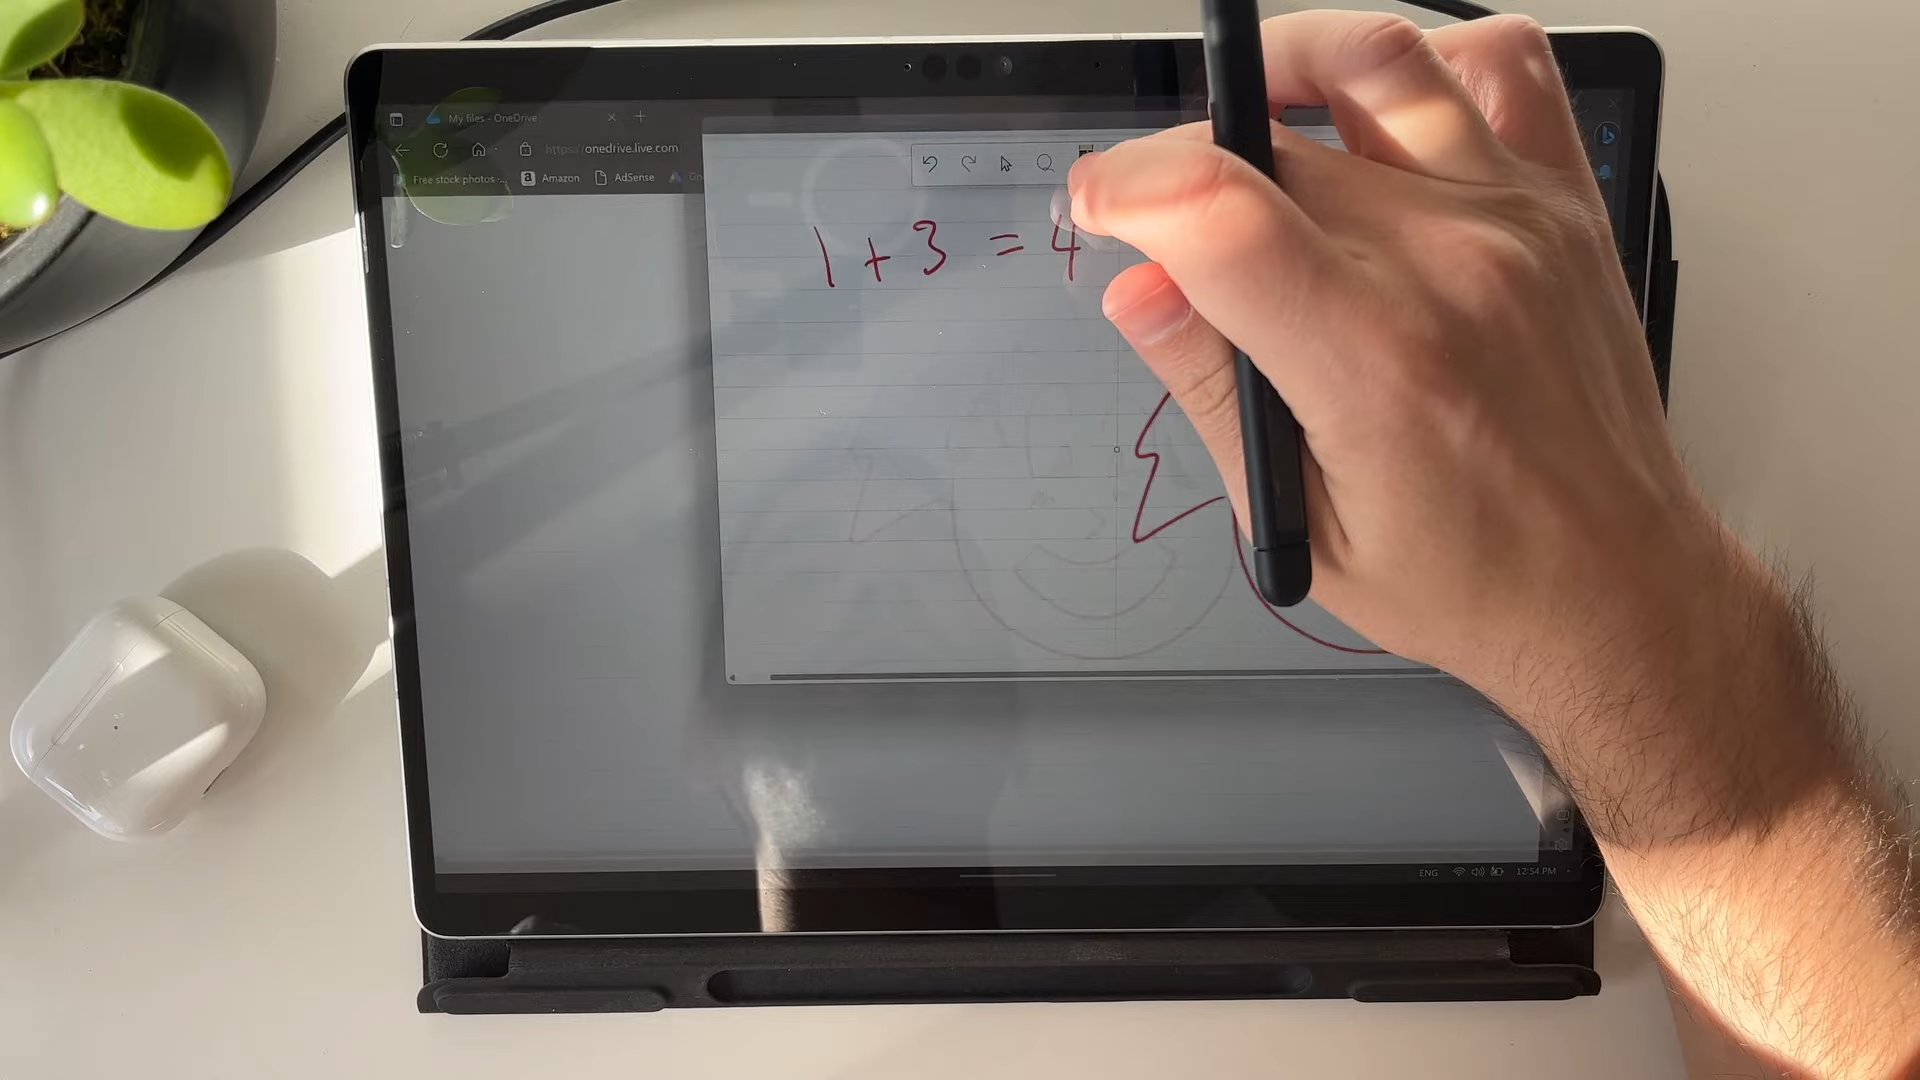 My files - OneDrive
https://onedrive.live.com
Free stock photos
Amazon
AdSense
1 + 3 = 4
ENG
12:54 PM